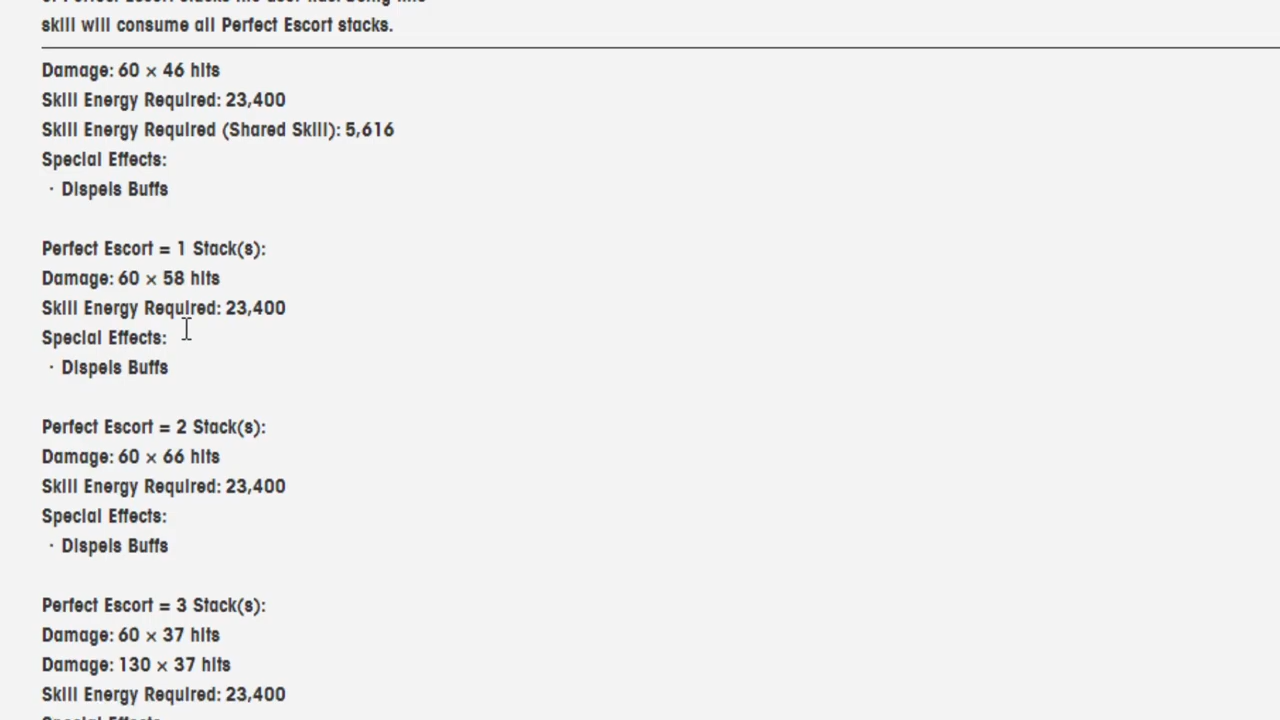 skill will consume all Perfect Escort stacks.
Damage: 60 × 46 hits
Skill Energy Required: 23,400
Skill Energy Required (Shared Skill): 5,616
Special Effects:
· Dispels Buffs
Perfect Escort = 1 Stack(s):
Damage: 60 × 58 hits
Skill Energy Required: 23,400
Special Effects:
· Dispels Buffs
Perfect Escort = 2 Stack(s):
Damage: 60 × 66 hits
Skill Energy Required: 23,400
Special Effects:
· Dispels Buffs
Perfect Escort = 3 Stack(s):
Damage: 60 × 37 hits
Damage: 130 × 37 hits
Skill Energy Required: 23,400